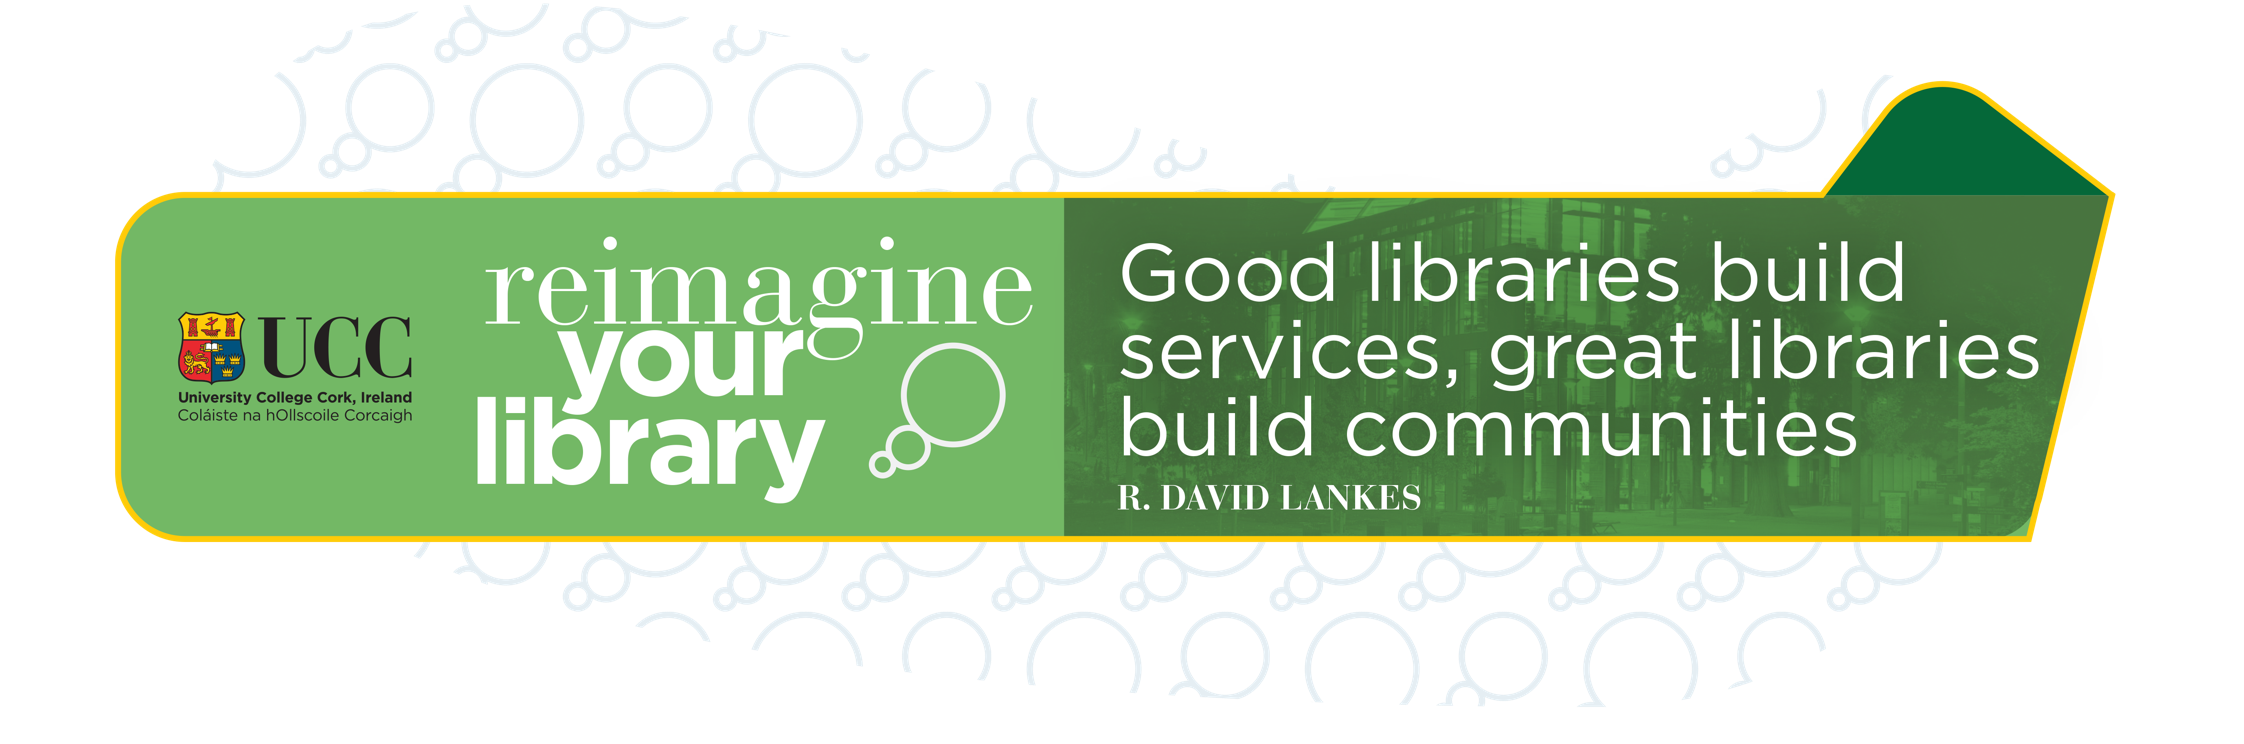 UCC
University College Cork, Ireland
Coláiste na hOllscoile Corcaigh
reimagine
your
library
Good libraries build
services, great libraries
build communities
R. DAVID LANKES